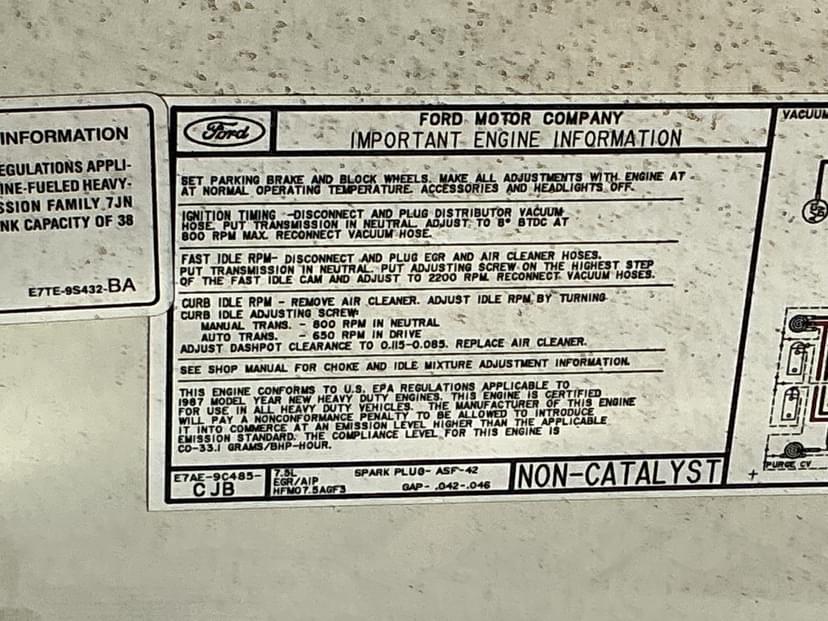 INFORMATION
EGULATIONS APPLI-
INE-FUELED HEAVY-
SSION FAMILY 7JN
NK CAPACITY OF 38
E7TE-9S432-BA
Ford
FORD MOTOR COMPANY
IMPORTANT ENGINE INFORMATION
SET PARKING BRAKE AND BLOCK WHEELS. MAKE ALL ADJUSTMENTS WITH ENGINE AT
AT NORMAL OPERATING TEMPERATURE. ACCESSORIES AND HEADLIGHTS OFF.
IGNITION TIMING -DISCONNECT AND PLUG DISTRIBUTOR VACUUM
HOSE. PUT TRANSMISSION IN NEUTRAL. ADJUST TO 8° BTDC AT
800 RPM MAX. RECONNECT VACUUM HOSE.
FAST IDLE RPM- DISCONNECT AND PLUG EGR AND AIR CLEANER HOSES.
PUT TRANSMISSION IN NEUTRAL. PUT ADJUSTING SCREW ON THE HIGHEST STEP
OF THE FAST IDLE CAM AND ADJUST TO 2200 RPM. RECONNECT VACUUM HOSES.
CURB IDLE RPM - REMOVE AIR CLEANER. ADJUST IDLE RPM BY TURNING
CURB IDLE ADJUSTING SCREW:
MANUAL TRANS. - 800 RPM IN NEUTRAL
AUTO TRANS. - 650 RPM IN DRIVE
ADJUST DASHPOT CLEARANCE TO 0.115-0.085. REPLACE AIR CLEANER.
SEE SHOP MANUAL FOR CHOKE AND IDLE MIXTURE ADJUSTMENT INFORMATION.
THIS ENGINE CONFORMS TO U.S. EPA REGULATIONS APPLICABLE TO
1987 MODEL YEAR NEW HEAVY DUTY ENGINES. THIS ENGINE IS CERTIFIED
FOR USE IN ALL HEAVY DUTY VEHICLES. THE MANUFACTURER OF THIS ENGINE
WILL PAY A NONCONFORMANCE PENALTY TO BE ALLOWED TO INTRODUCE
IT INTO COMMERCE AT AN EMISSION LEVEL HIGHER THAN THE APPLICABLE
EMISSION STANDARD. THE COMPLIANCE LEVEL FOR THIS ENGINE IS
CO-33.1 GRAMS/BHP-HOUR.
E7AE-9C485-
CJB
7.5L
EGR/AIP
HFM07.5AGF3
SPARK PLUG- ASF-42
GAP- .042-.046
NON-CATALYST
VACUUM
PURGE CV